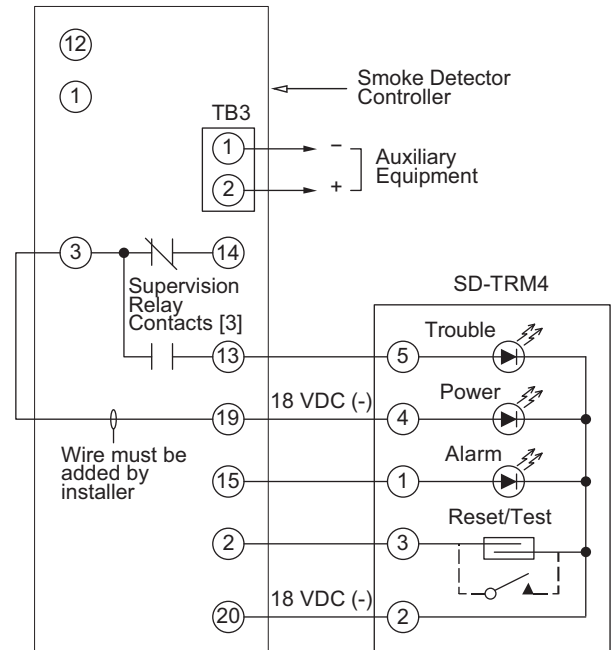 12
1
Smoke Detector
Controller
TB3
1
−
2
+
Auxiliary
Equipment
3
14
Supervision
Relay
Contacts [3]
13
SD-TRM4
5
Trouble
19
18 VDC (-)
4
Power
Wire must be
added by
installer
15
1
Alarm
2
3
Reset/Test
20
18 VDC (-)
2